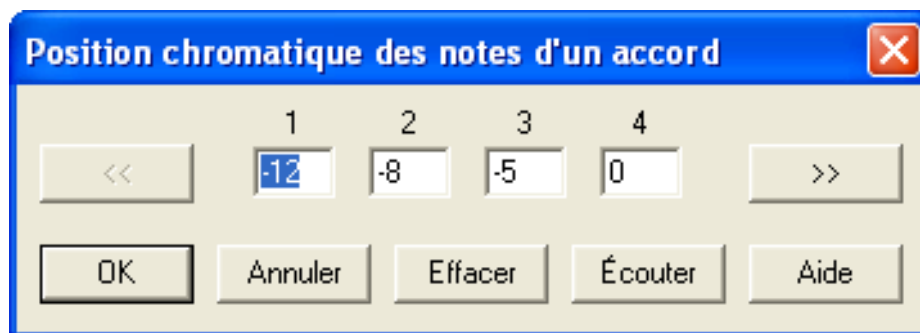 Position chromatique des notes d'un accord
1 2 3 4
<< -12 -8 -5 0 >>
OK Annuler Effacer Écouter Aide